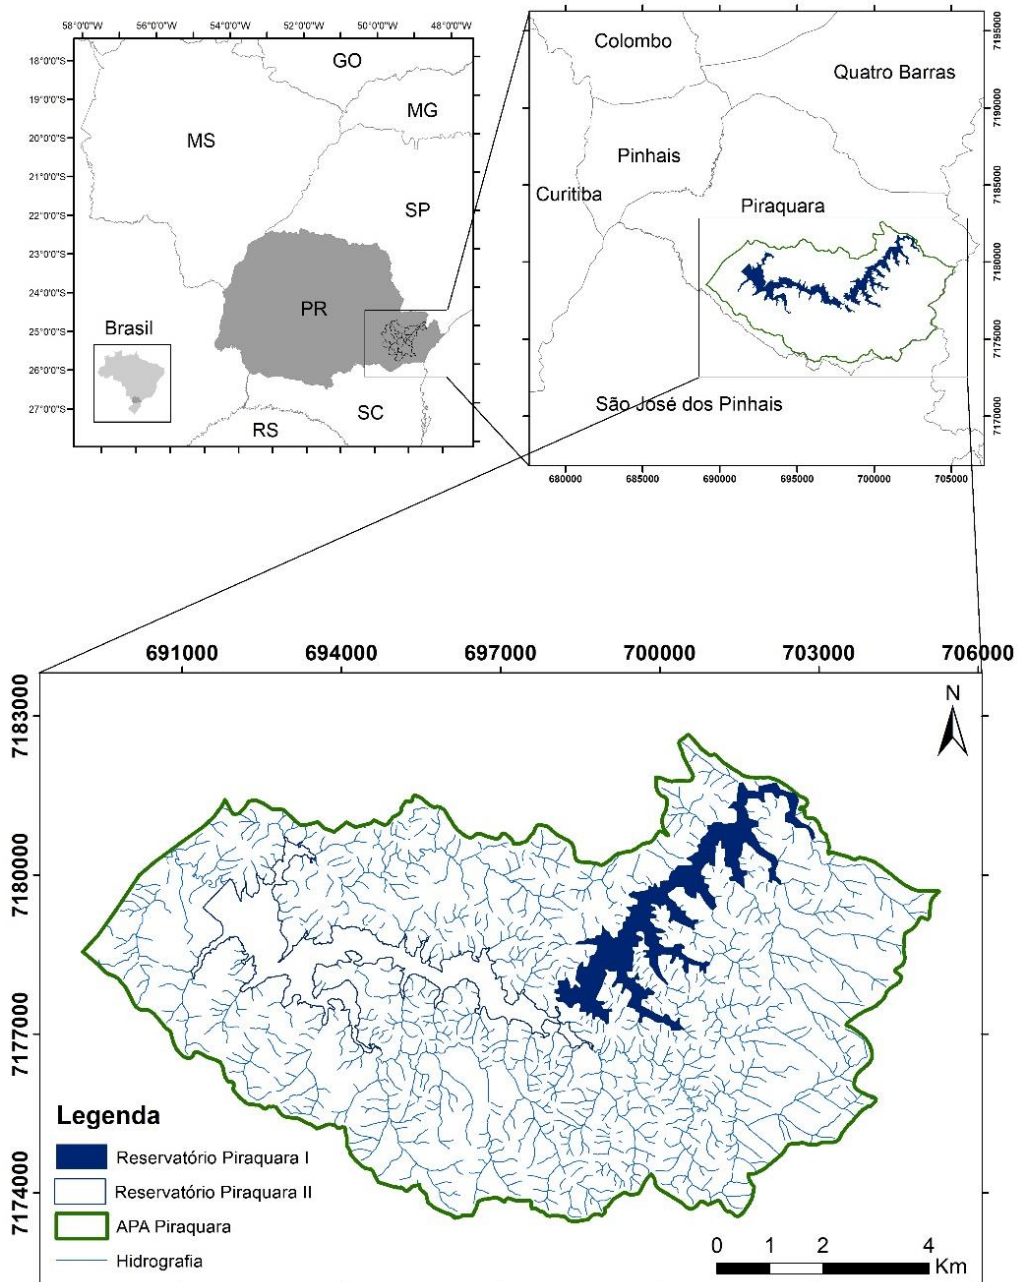 58°0'0"W 56°0'0"W 54°0'0"W 52°0'0"W 50°0'0"W 48°0'0"W
18°0'0"S
19°0'0"S
20°0'0"S
21°0'0"S
22°0'0"S
23°0'0"S
24°0'0"S
25°0'0"S
26°0'0"S
27°0'0"S
GO
MG
MS
SP
PR
Brasil
SC
RS
Colombo
Quatro Barras
Pinhais
Curitiba
Piraquara
São José dos Pinhais
7195000
7190000
7185000
7180000
7175000
7170000
680000 685000 690000 695000 700000 705000
691000 694000 697000 700000 703000 706000
7183000
7180000
7177000
7174000
N
Legenda
Reservatório Piraquara I
Reservatório Piraquara II
APA Piraquara
Hidrografia
0 1 2 4
Km